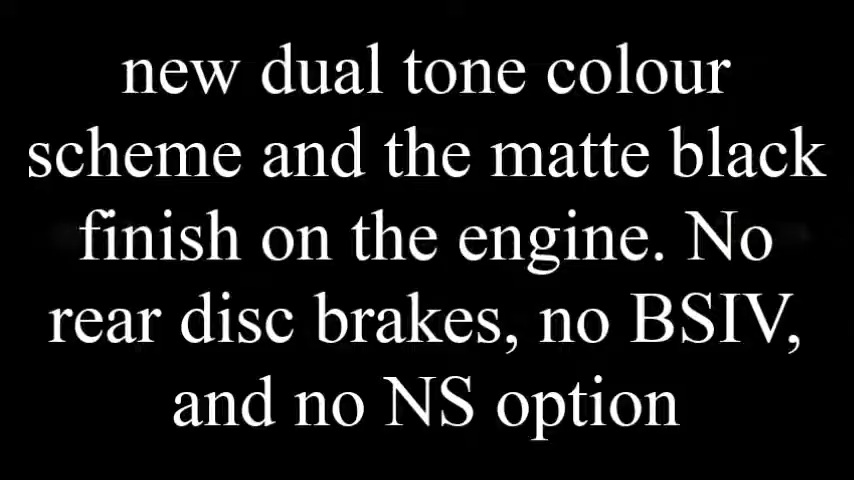 new dual tone colour
scheme and the matte black
finish on the engine. No
rear disc brakes, no BSIV,
and no NS option